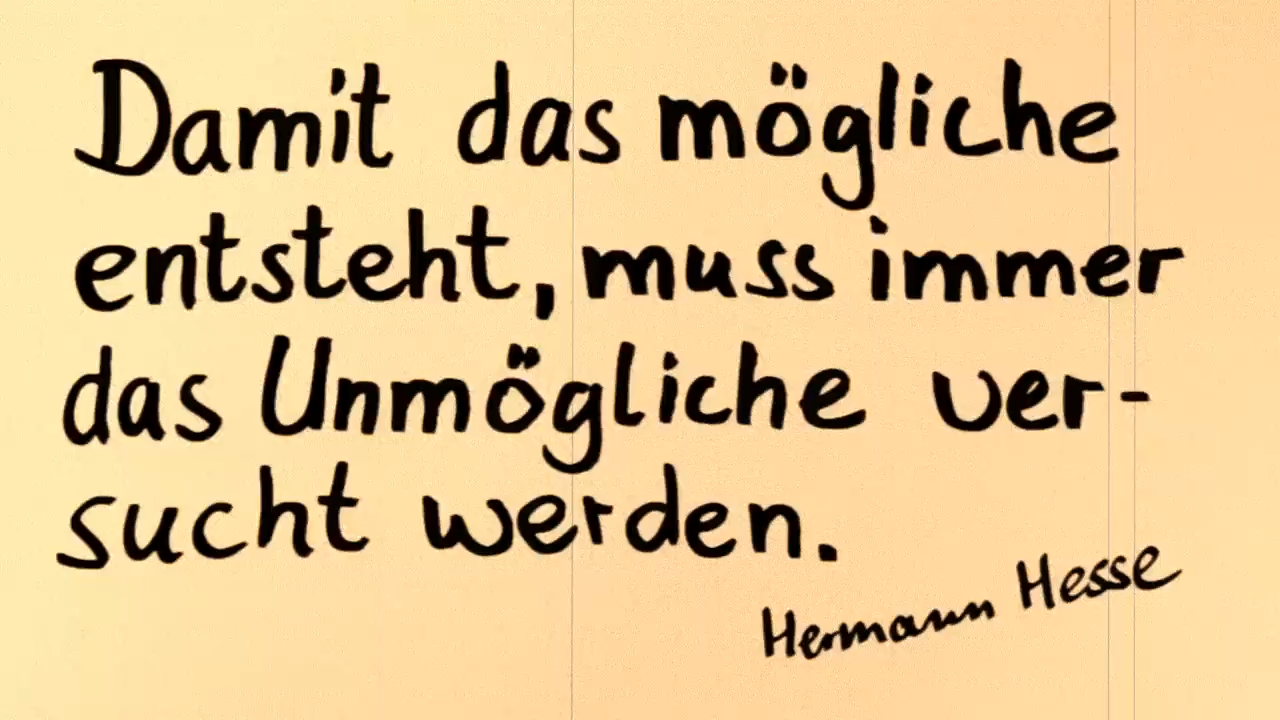 Damit das mögliche
entsteht, muss immer
das Unmögliche ver-
sucht werden.
Hermann Hesse